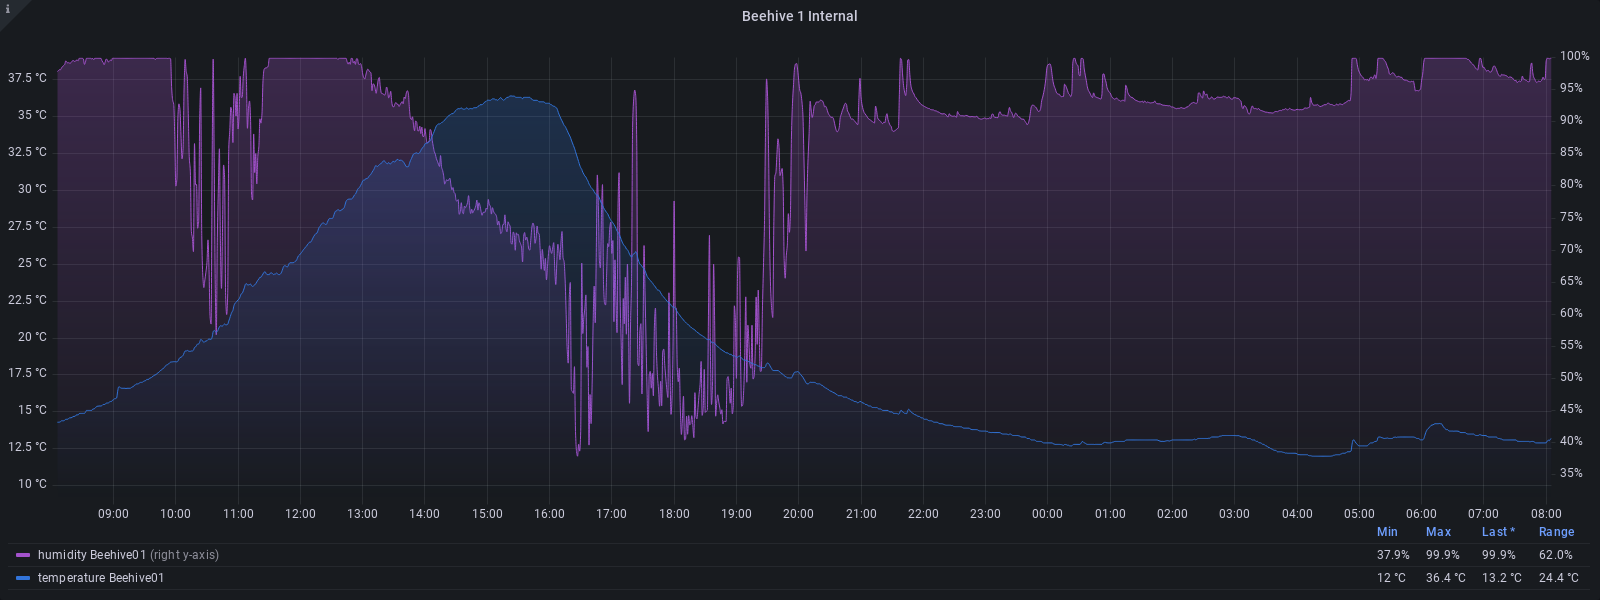 i
Beehive 1 Internal
37.5 °C
35 °C
32.5 °C
30 °C
27.5 °C
25 °C
22.5 °C
20 °C
17.5 °C
15 °C
12.5 °C
10 °C
100%
95%
90%
85%
80%
75%
70%
65%
60%
55%
50%
45%
40%
35%
09:00 10:00 11:00 12:00 13:00 14:00 15:00 16:00 17:00 18:00 19:00 20:00 21:00 22:00 23:00 00:00 01:00 02:00 03:00 04:00 05:00 06:00 07:00 08:00
Min Max Last * Range
humidity Beehive01 (right y-axis) 37.9% 99.9% 99.9% 62.0%
temperature Beehive01 12 °C 36.4 °C 13.2 °C 24.4 °C